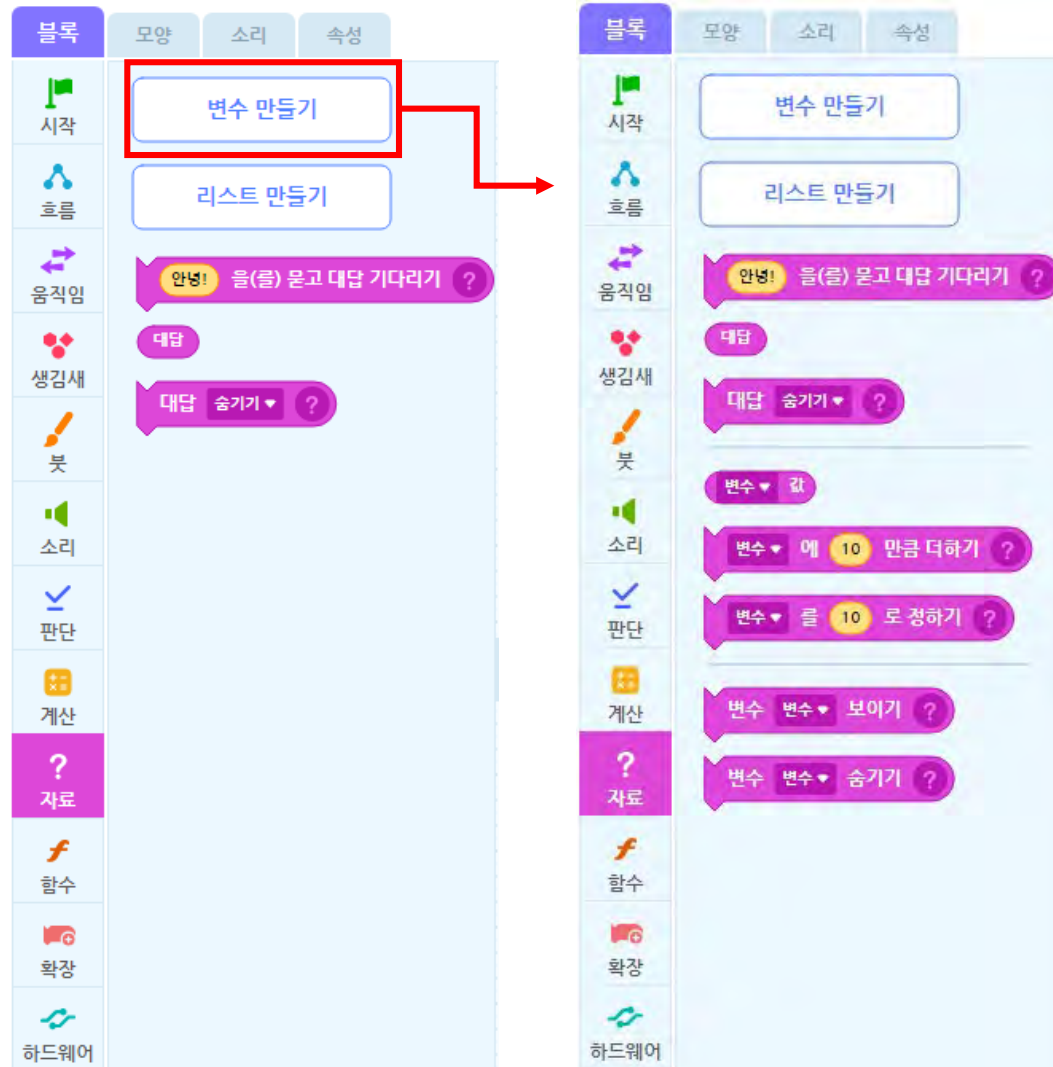 블록
모양
소리
속성
시작
흐름
움직임
생김새
붓
소리
판단
계산
?
자료
f
함수
확장
하드웨어
변수 만들기
리스트 만들기
안녕! 을(를) 묻고 대답 기다리기 ?
대답
대답 숨기기 ?
블록
모양
소리
속성
시작
흐름
움직임
생김새
붓
소리
판단
계산
?
자료
f
함수
확장
하드웨어
변수 만들기
리스트 만들기
안녕! 을(를) 묻고 대답 기다리기 ?
대답
대답 숨기기 ?
변수 값
변수 에 10 만큼 더하기 ?
변수 를 10 로 정하기 ?
변수 변수 보이기 ?
변수 변수 숨기기 ?